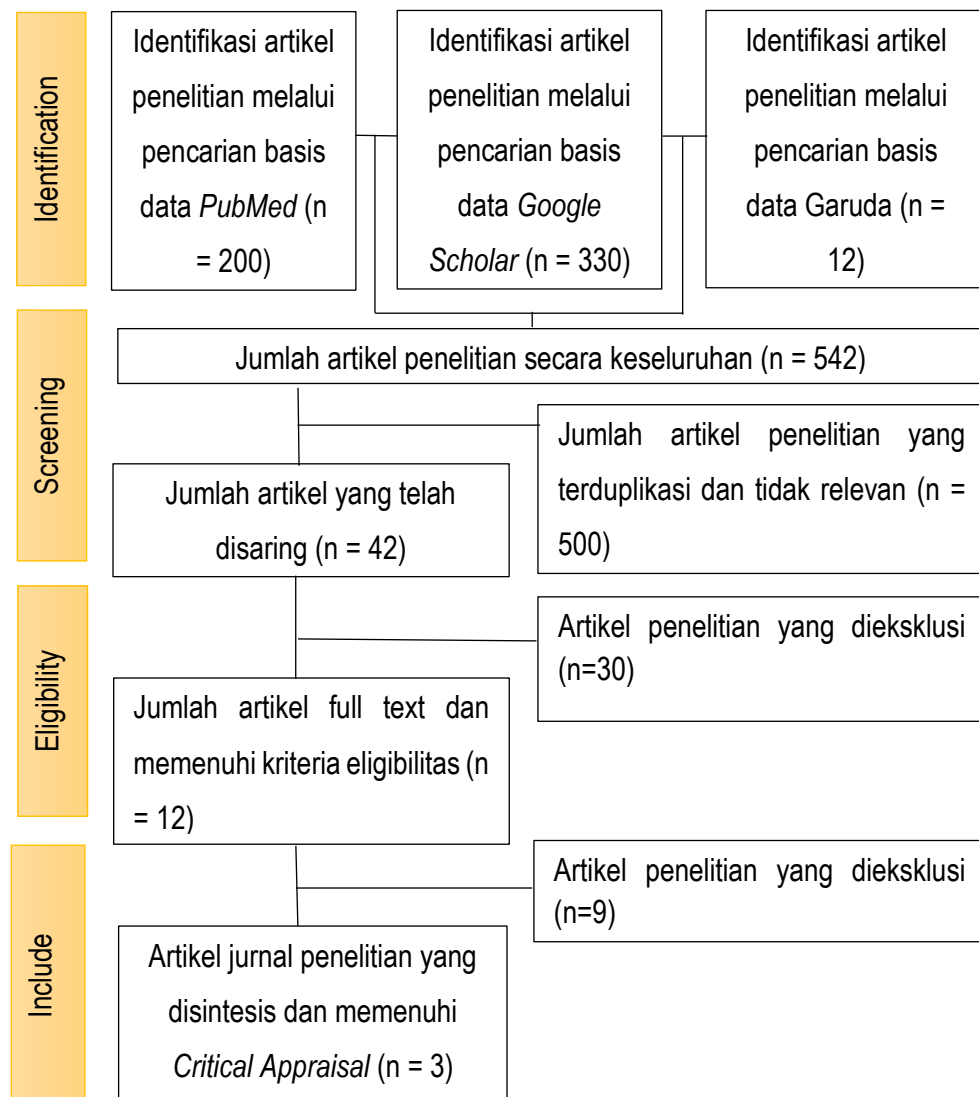 Identification
Identifikasi artikel
penelitian melalui
pencarian basis
data PubMed (n
= 200)
Identifikasi artikel
penelitian melalui
pencarian basis
data Google
Scholar (n = 330)
Identifikasi artikel
penelitian melalui
pencarian basis
data Garuda (n =
12)
Screening
Jumlah artikel penelitian secara keseluruhan (n = 542)
Jumlah artikel penelitian yang
terduplikasi dan tidak relevan (n =
500)
Jumlah artikel yang telah
disaring (n = 42)
Eligibility
Artikel penelitian yang dieksklusi
(n=30)
Jumlah artikel full text dan
memenuhi kriteria eligibilitas (n
= 12)
Include
Artikel penelitian yang dieksklusi
(n=9)
Artikel jurnal penelitian yang
disintesis dan memenuhi
Critical Appraisal (n = 3)